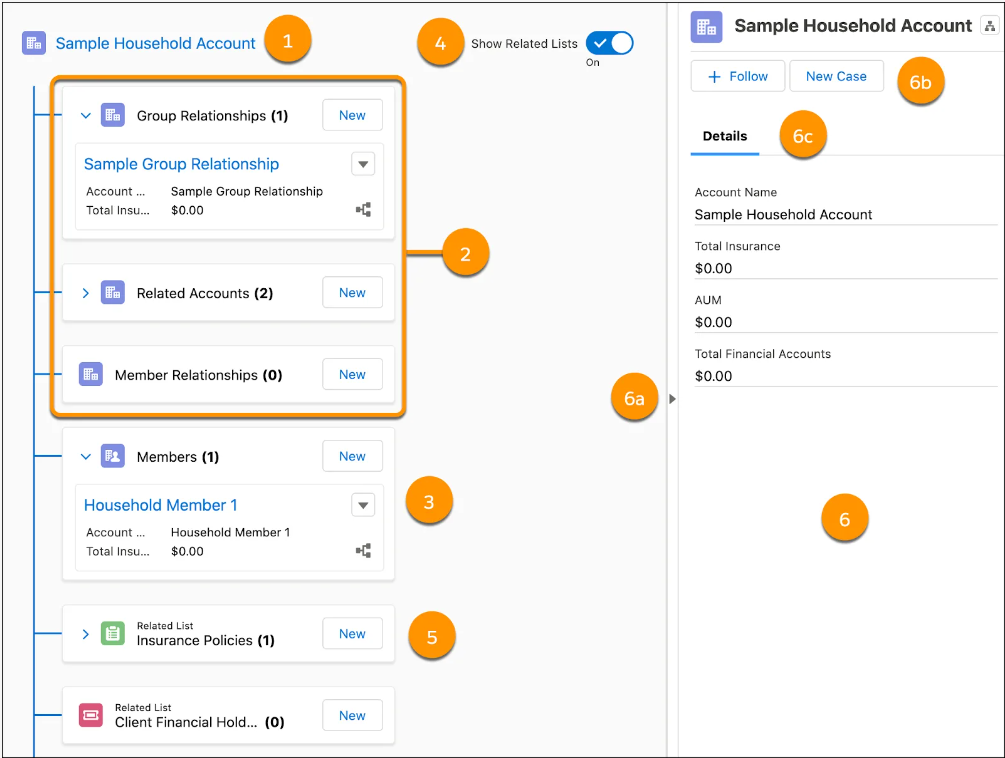 Sample Household Account
1
4
Show Related Lists
On
Group Relationships (1)
New
Sample Group Relationship
Account ... Sample Group Relationship
Total Insu... $0.00
2
Related Accounts (2)
New
Member Relationships (0)
New
Members (1)
New
Household Member 1
Account ... Household Member 1
Total Insu... $0.00
3
Related List
Insurance Policies (1)
New
5
Related List
Client Financial Hold... (0)
New
6a
Sample Household Account
+ Follow
New Case
6b
Details
6c
Account Name
Sample Household Account
Total Insurance
$0.00
AUM
$0.00
Total Financial Accounts
$0.00
6